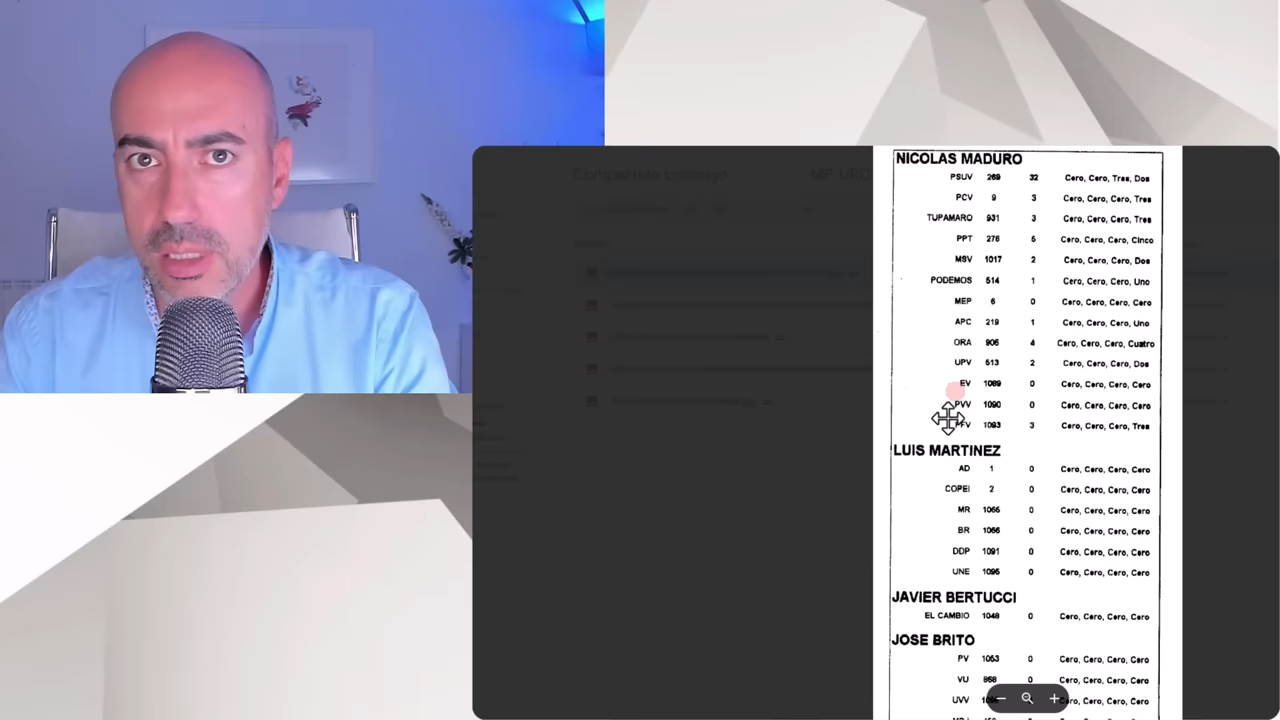 Compartido conmigo
NICOLAS MADURO
PSUV 269 32 Cero, Cero, Tres, Dos
PCV 9 3 Cero, Cero, Cero, Tres
TUPAMARO 931 3 Cero, Cero, Cero, Tres
PPT 276 5 Cero, Cero, Cero, Cinco
MSV 1017 2 Cero, Cero, Cero, Dos
PODEMOS 514 1 Cero, Cero, Cero, Uno
MEP 6 0 Cero, Cero, Cero, Cero
APC 219 1 Cero, Cero, Cero, Uno
ORA 906 4 Cero, Cero, Cero, Cuatro
UPV 513 2 Cero, Cero, Cero, Dos
EV 1089 0 Cero, Cero, Cero, Cero
PVV 1090 0 Cero, Cero, Cero, Cero
1093 3 Cero, Cero, Cero, Tres
LUIS MARTINEZ
AD 1 0 Cero, Cero, Cero, Cero
COPEI 2 0 Cero, Cero, Cero, Cero
MR 1065 0 Cero, Cero, Cero, Cero
BR 1066 0 Cero, Cero, Cero, Cero
DDP 1091 0 Cero, Cero, Cero, Cero
UNE 1095 0 Cero, Cero, Cero, Cero
JAVIER BERTUCCI
EL CAMBIO 1048 0 Cero, Cero, Cero, Cero
JOSE BRITO
PV 1053 0 Cero, Cero, Cero, Cero
VU 868 0 Cero, Cero, Cero, Cero
UVV Cero, Cero, Cero, Cero